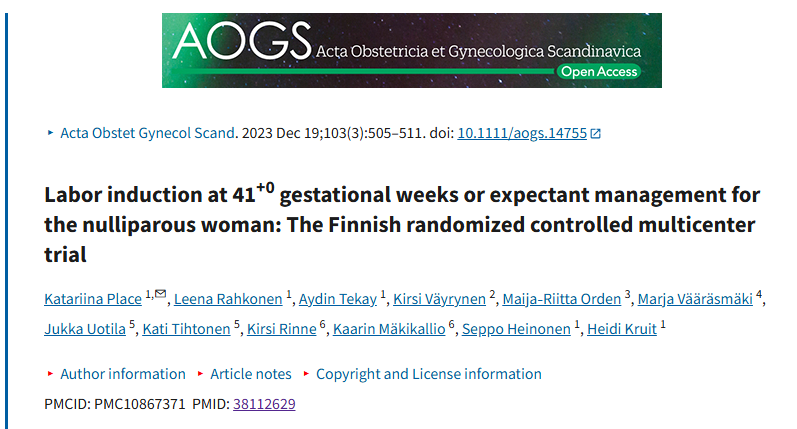 AOGS Acta Obstetricia et Gynecologica Scandinavica
Open Access
Acta Obstet Gynecol Scand. 2023 Dec 19;103(3):505–511. doi: 10.1111/aogs.14755
Labor induction at 41+0 gestational weeks or expectant management for
the nulliparous woman: The Finnish randomized controlled multicenter
trial
Katariina Place 1,✉, Leena Rahkonen 1, Aydin Tekay 1, Kirsi Väyrynen 2, Maija‐Riitta Orden 3, Marja Vääräsmäki 4,
Jukka Uotila 5, Kati Tihtonen 5, Kirsi Rinne 6, Kaarin Mäkikallio 6, Seppo Heinonen 1, Heidi Kruit 1
▸ Author information ▸ Article notes ▸ Copyright and License information
PMCID: PMC10867371 PMID: 38112629